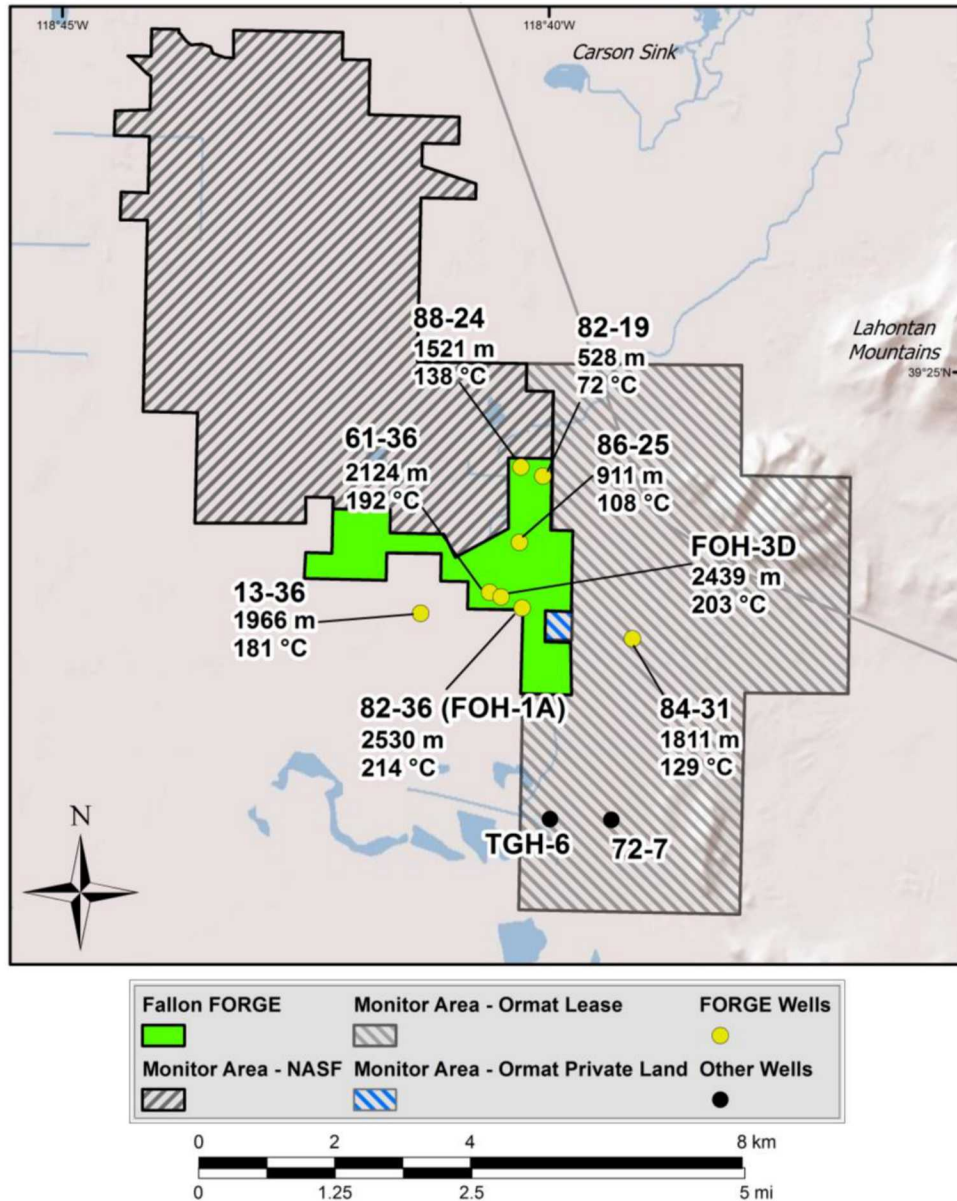 118°45'W
118°40'W
Carson Sink
Lahontan
Mountains
39°25'N
88-24
1521 m
138 °C
82-19
528 m
72 °C
61-36
2124 m
192 °C
86-25
911 m
108 °C
FOH-3D
2439 m
203 °C
13-36
1966 m
181 °C
82-36 (FOH-1A)
2530 m
214 °C
84-31
1811 m
129 °C
TGH-6
72-7
N
Fallon FORGE
Monitor Area - Ormat Lease
FORGE Wells
Monitor Area - NASF
Monitor Area - Ormat Private Land
Other Wells
0 2 4 8 km
0 1.25 2.5 5 mi